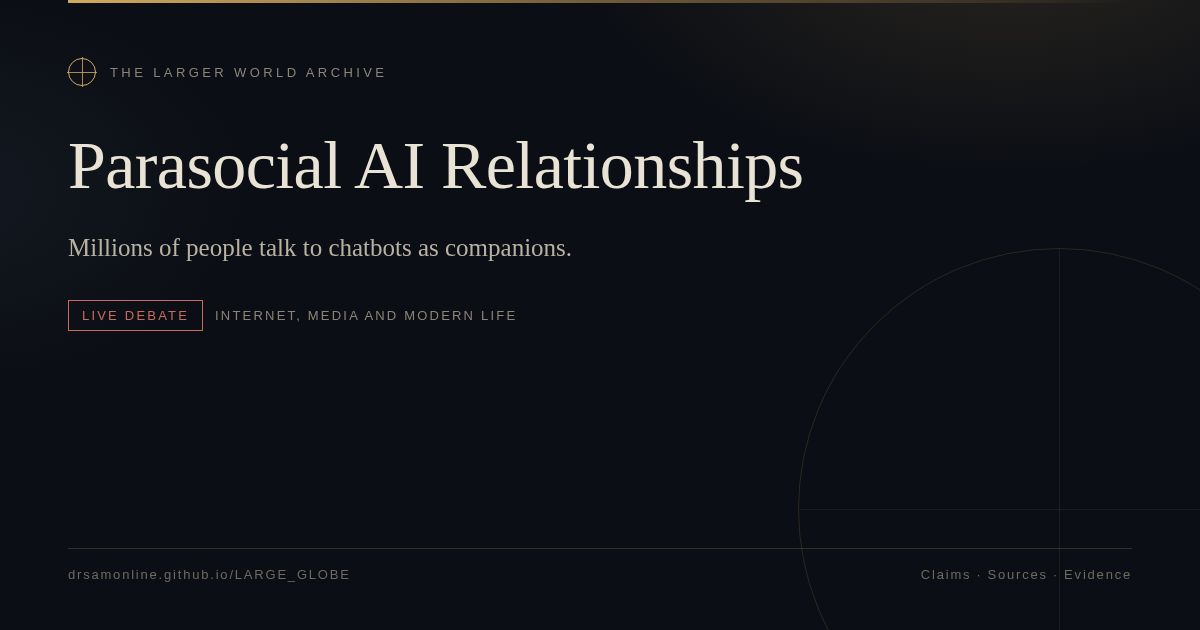 THE LARGER WORLD ARCHIVE
Parasocial AI Relationships
Millions of people talk to chatbots as companions.
LIVE DEBATE INTERNET, MEDIA AND MODERN LIFE
drsamonline.github.io/LARGE_GLOBE Claims · Sources · Evidence